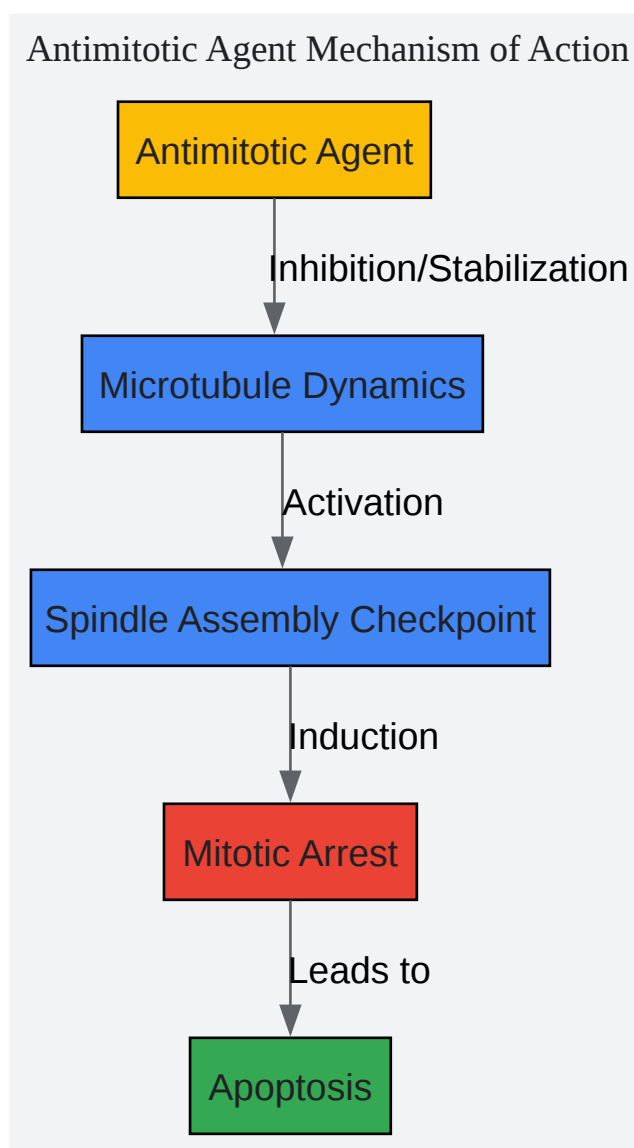 Antimitotic Agent Mechanism of Action
Antimitotic Agent
Inhibition/Stabilization
Microtubule Dynamics
Activation
Spindle Assembly Checkpoint
Induction
Mitotic Arrest
Leads to
Apoptosis